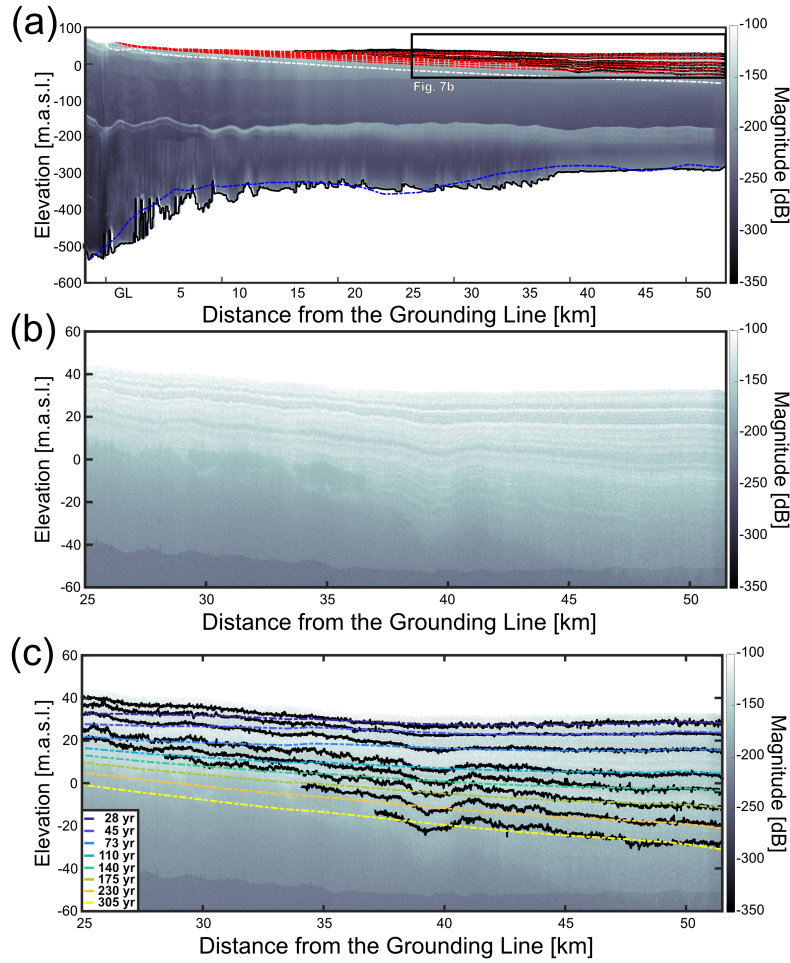 (a)
100
0
-100
-200
-300
-400
-500
-600
Elevation [m.a.s.l.]
Fig. 7b
GL 5 10 15 20 25 30 35 40 45 50
Distance from the Grounding Line [km]
-100
-150
-200
-250
-300
-350
Magnitude [dB]
(b)
60
40
20
0
-20
-40
-60
Elevation [m.a.s.l.]
25 30 35 40 45 50
Distance from the Grounding Line [km]
-100
-150
-200
-250
-300
-350
Magnitude [dB]
(c)
60
40
20
0
-20
-40
-60
Elevation [m.a.s.l.]
28 yr
45 yr
73 yr
110 yr
140 yr
175 yr
230 yr
305 yr
25 30 35 40 45 50
Distance from the Grounding Line [km]
-100
-150
-200
-250
-300
-350
Magnitude [dB]